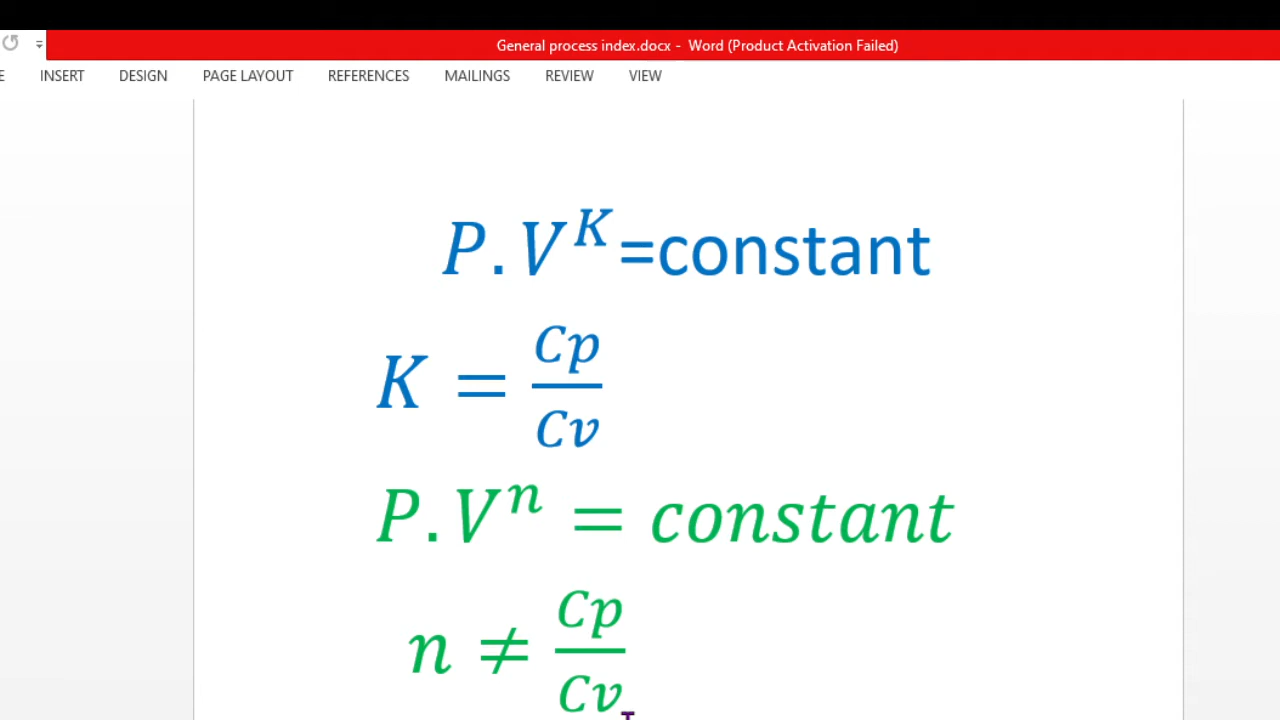 General process index.docx - Word (Product Activation Failed)
E INSERT DESIGN PAGE LAYOUT REFERENCES MAILINGS REVIEW VIEW
P.V^K=constant
K = Cp/Cv
P.V^n = constant
n ≠ Cp/Cv